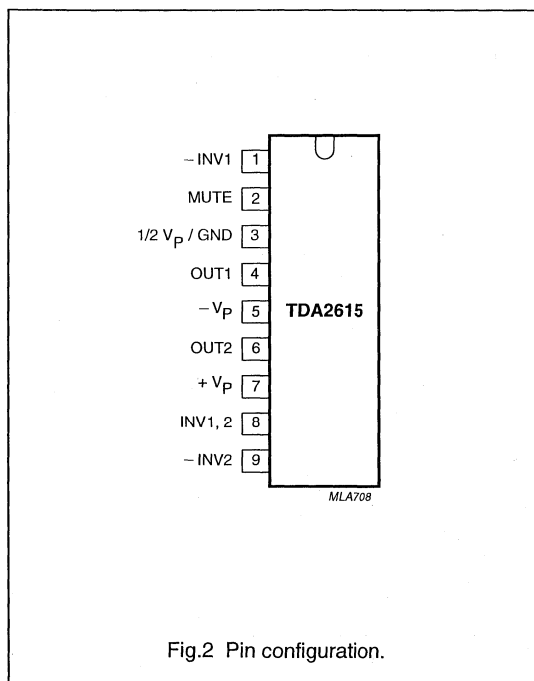 −INV1 1
MUTE 2
1/2 VP / GND 3
OUT1 4
−VP 5
TDA2615
OUT2 6
+VP 7
INV1, 2 8
−INV2 9
MLA708
Fig.2 Pin configuration.